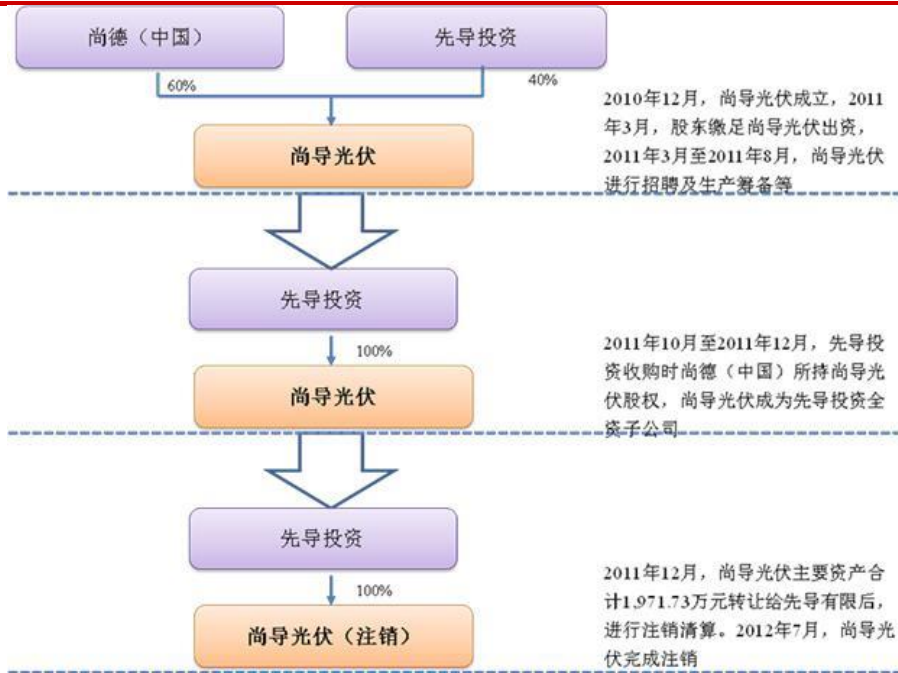 尚德（中国）
先导投资
60%
40%
尚导光伏
2010年12月，尚导光伏成立，2011
年3月，股东缴足尚导光伏出资，
2011年3月至2011年8月，尚导光伏
进行招聘及生产筹备等
先导投资
100%
尚导光伏
2011年10月至2011年12月，先导投
资收购时尚德（中国）所持尚导光
伏股权，尚导光伏成为先导投资全
资子公司
先导投资
100%
尚导光伏（注销）
2011年12月，尚导光伏主要资产合
计1,971.73万元转让给先导有限后，
进行注销清算。2012年7月，尚导光
伏完成注销